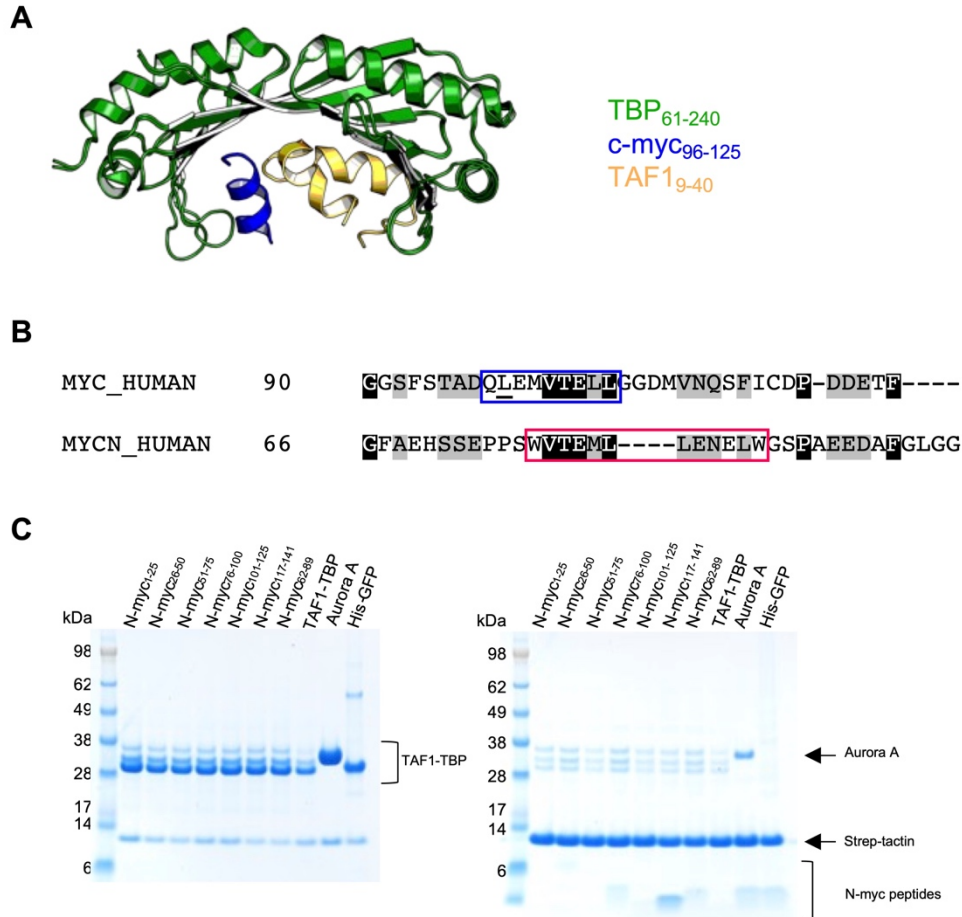 A
TBP61-240
c-myc96-125
TAF19-40
B
MYC_HUMAN 90 GGSFSTADQLEMVTELLGGDMVNQSFICDP-DDETF----
MYCN_HUMAN 66 GFAEHSSEPPSWVTEML----LENELWGSPAEEDAFGLGG
C
kDa N-myc1-25 N-myc26-50 N-myc51-75 N-myc76-100 N-myc101-125 N-myc117-141 N-myc62-89 TAF1-TBP Aurora A His-GFP
98
62
49
38
TAF1-TBP
28
17
14
6
kDa N-myc1-25 N-myc26-50 N-myc51-75 N-myc76-100 N-myc101-125 N-myc117-141 N-myc62-89 TAF1-TBP Aurora A His-GFP
98
62
49
38
Aurora A
28
17
14
Strep-tactin
6
N-myc peptides